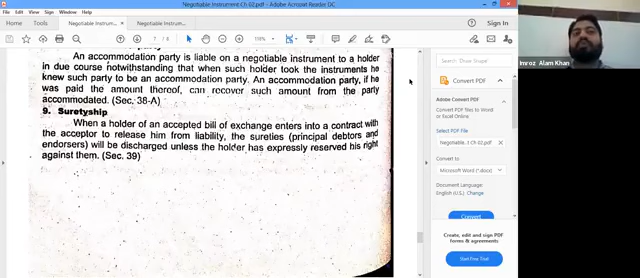 Negotiable Instrument Ch 02.pdf - Adobe Acrobat Reader DC
Home
Tools
Negotiable Instrum...
Negotiable Instrum...
Sign In
7 / 8
116%
An accommodation party is liable on a negotiable instrument to a holder
in due course notwithstanding that when such holder took the instruments he
knew such party to be an accommodation party. An accommodation party, if he
was paid the amount thereof, can recover such amount from the party
accommodated. (Sec. 38-A)
9. Suretyship
When a holder of an accepted bill of exchange enters into a contract with
the acceptor to release him from liability, the sureties (principal debtors and
endorsers) will be discharged unless the holder has expressly reserved his right
against them. (Sec. 39)
Convert PDF
Adobe Convert PDF
Convert PDF files to Word
or Excel Online
Select PDF File
Negotiable...t Ch 02.pdf
Convert to
Microsoft Word (*.docx)
Document Language:
English (U.S.) Change
Convert
Create, edit and sign PDF
forms & agreements
Start Free Trial
Imroz Alam Khan